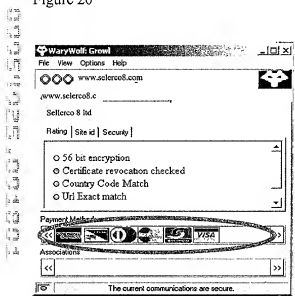 Figure 20
WaryWolf: Growl
File View Options Help
www.selerco8.com
www.selerco8.c
Sellerco 8 ltd
Rating Site id Security
56 bit encryption
Certificate revocation checked
Country Code Match
Url Exact match
Payment Methods
<< VISA >>
Associations
<< >>
The current communications are secure.